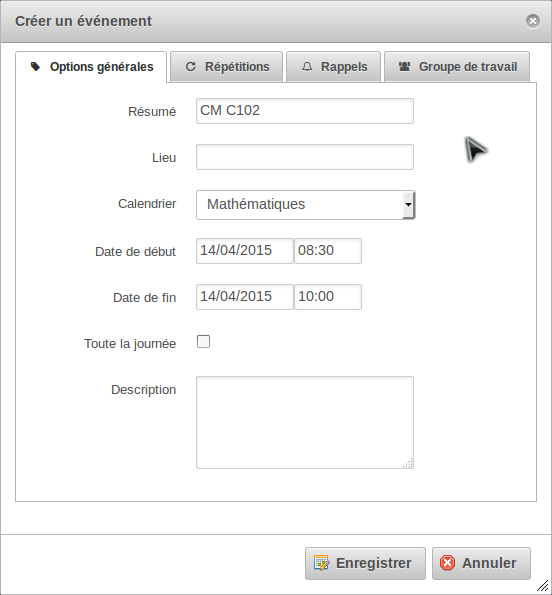 Créer un événement
Options générales Répétitions Rappels Groupe de travail
Résumé CM C102
Lieu
Calendrier Mathématiques
Date de début 14/04/2015 08:30
Date de fin 14/04/2015 10:00
Toute la journée
Description
Enregistrer Annuler